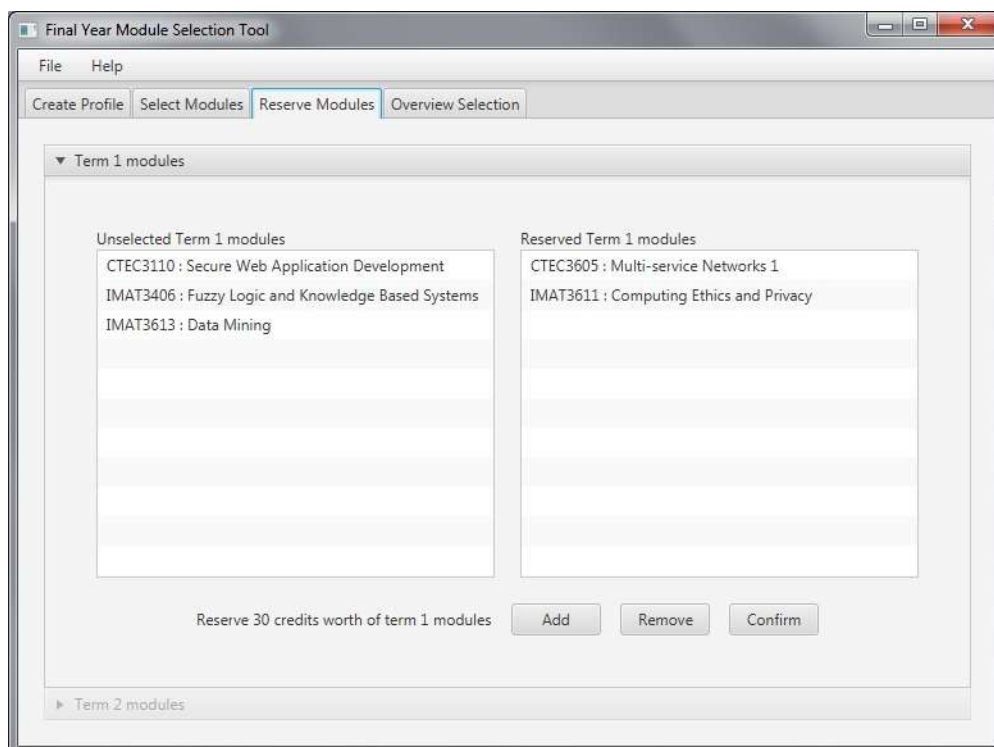 Final Year Module Selection Tool
File Help
Create Profile Select Modules Reserve Modules Overview Selection
Term 1 modules
Unselected Term 1 modules
CTEC3110 : Secure Web Application Development
IMAT3406 : Fuzzy Logic and Knowledge Based Systems
IMAT3613 : Data Mining
Reserved Term 1 modules
CTEC3605 : Multi-service Networks 1
IMAT3611 : Computing Ethics and Privacy
Reserve 30 credits worth of term 1 modules Add Remove Confirm
Term 2 modules